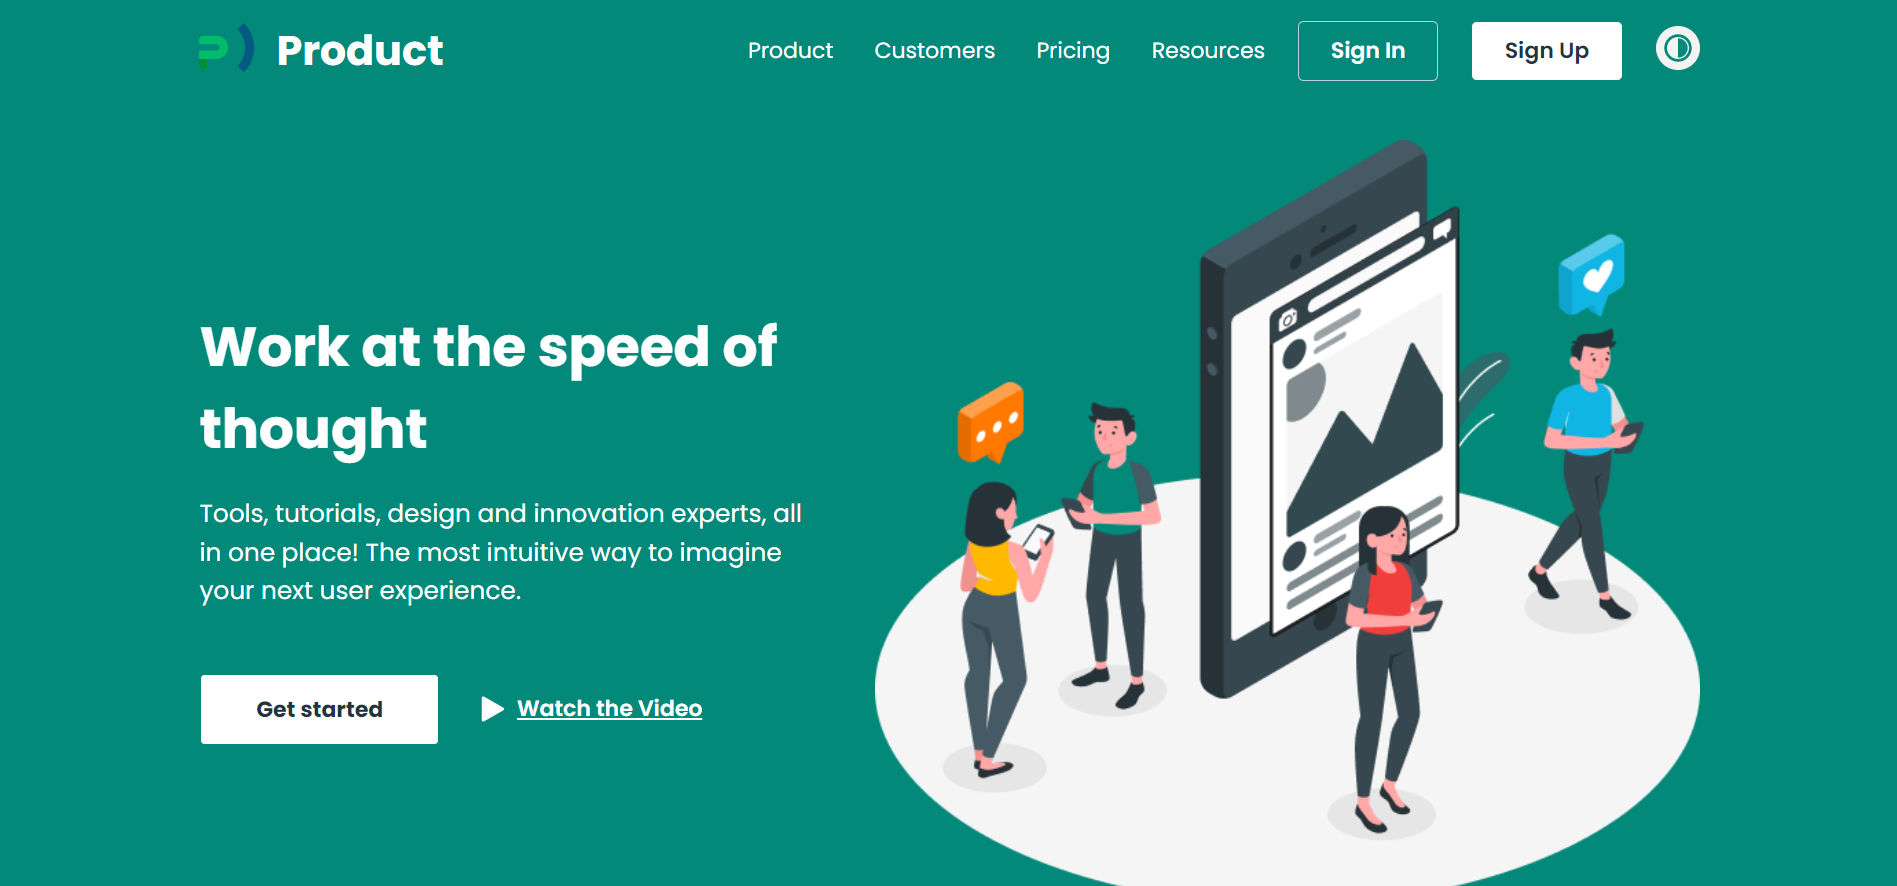 Product
Product Customers Pricing Resources Sign In Sign Up
Work at the speed of
thought
Tools, tutorials, design and innovation experts, all
in one place! The most intuitive way to imagine
your next user experience.
Get started Watch the Video